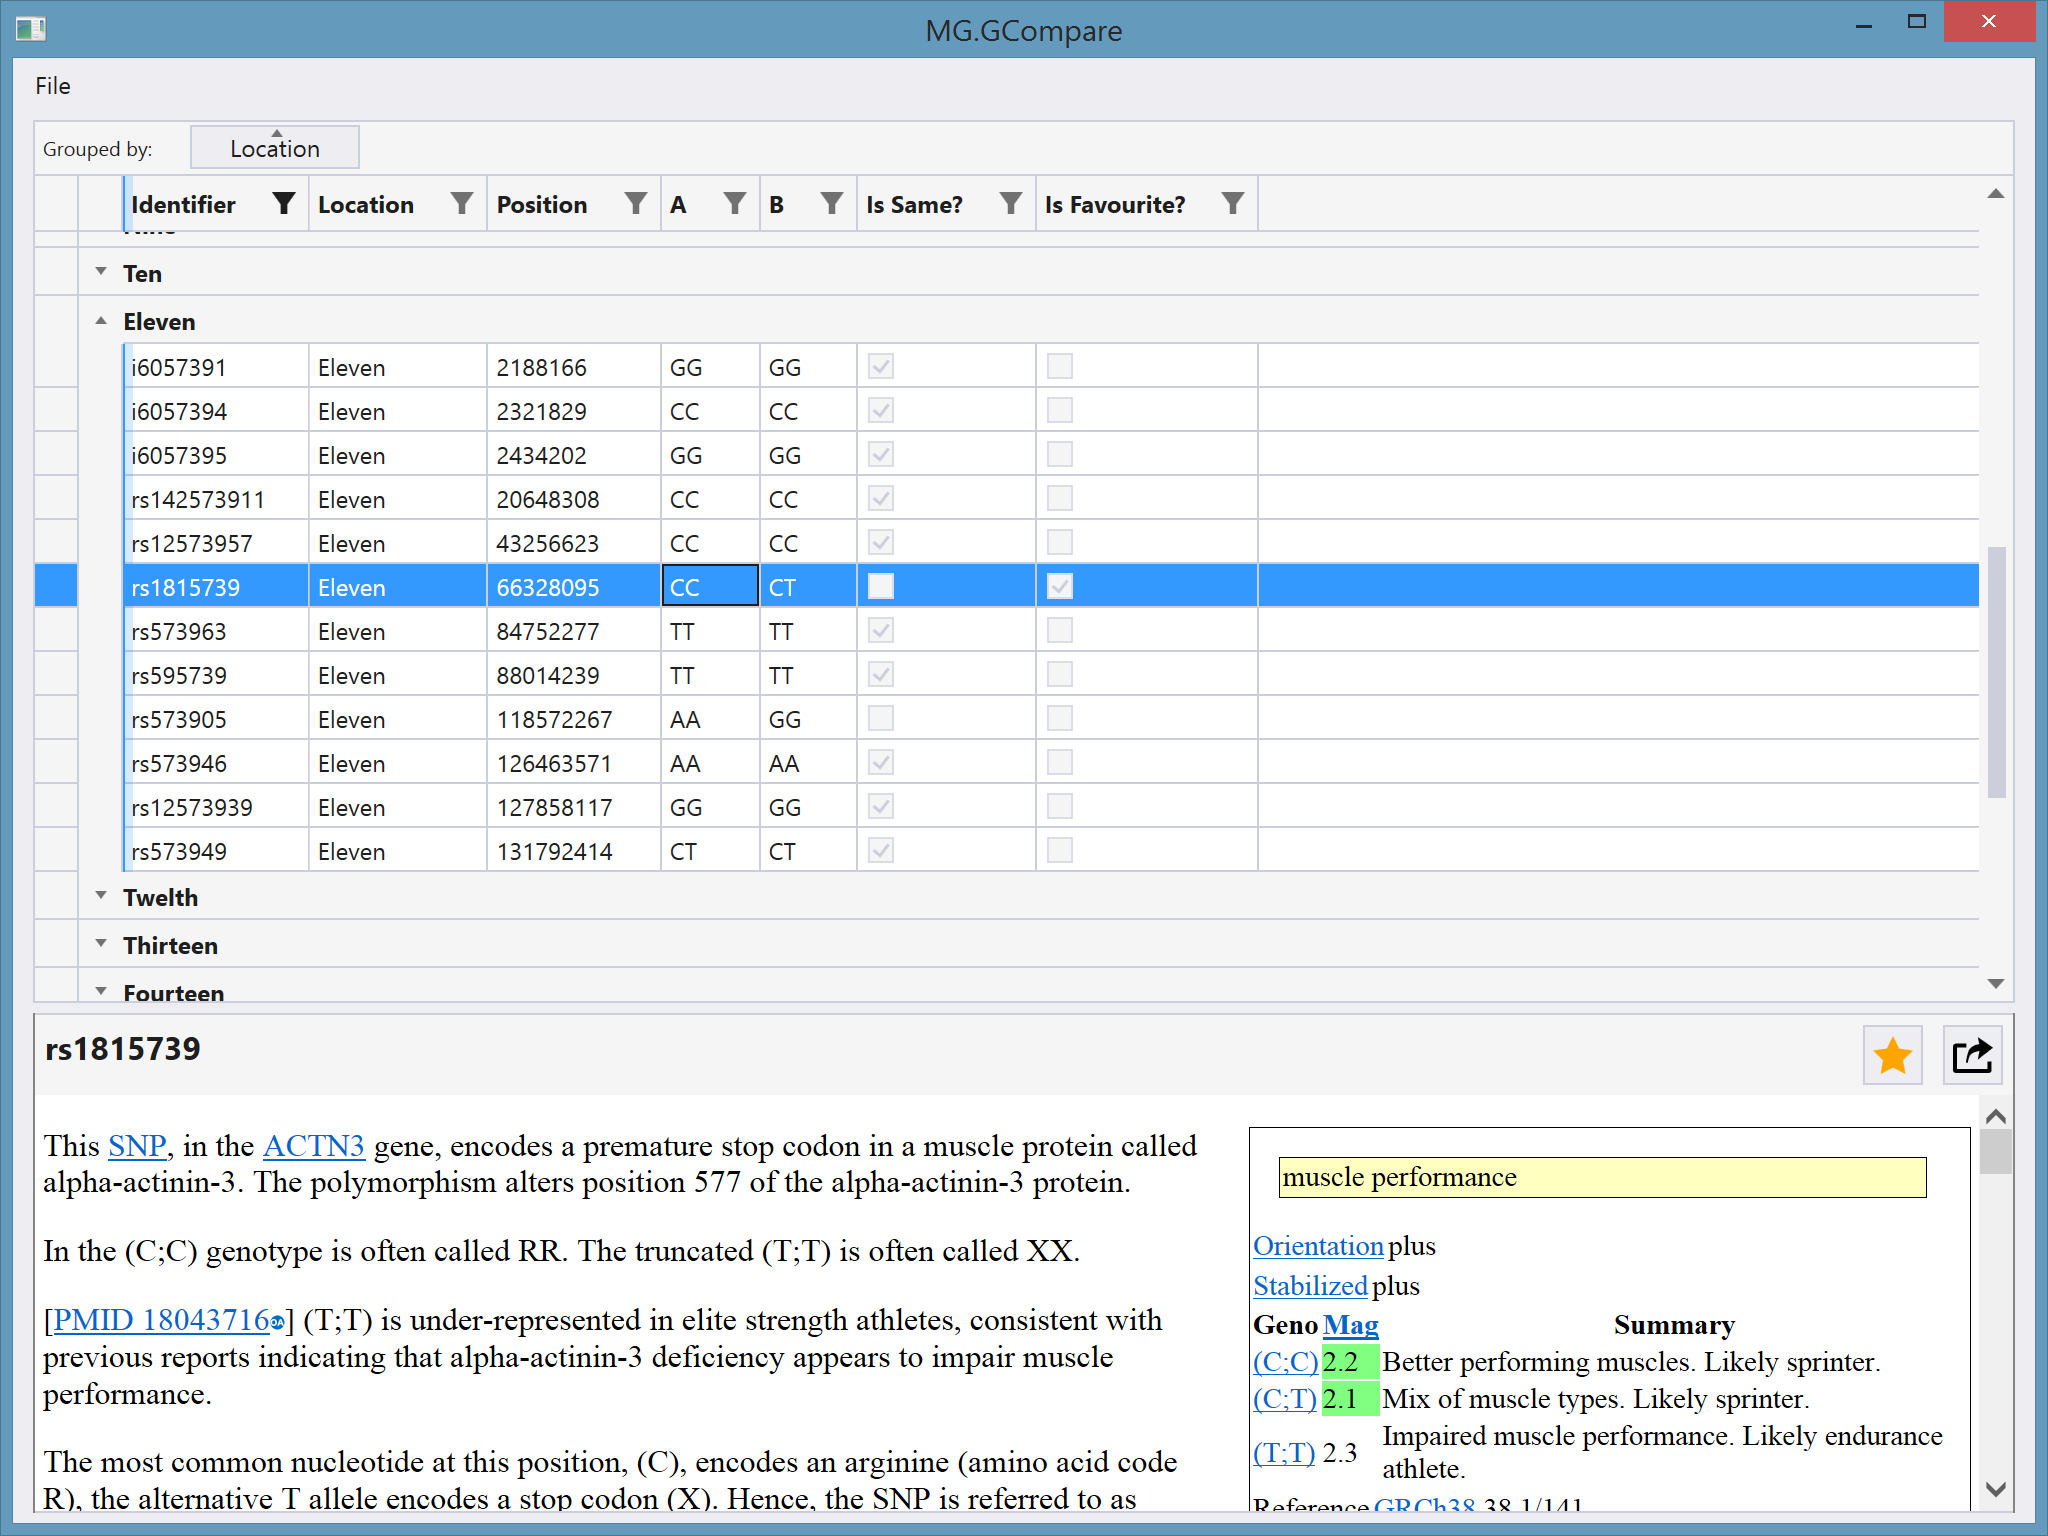 MG.GCompare
File
Grouped by: Location
Identifier Location Position A B Is Same? Is Favourite?
Nine
Ten
Eleven
i6057391 Eleven 2188166 GG GG
i6057394 Eleven 2321829 CC CC
i6057395 Eleven 2434202 GG GG
rs142573911 Eleven 20648308 CC CC
rs12573957 Eleven 43256623 CC CC
rs1815739 Eleven 66328095 CC CT
rs573963 Eleven 84752277 TT TT
rs595739 Eleven 88014239 TT TT
rs573905 Eleven 118572267 AA GG
rs573946 Eleven 126463571 AA AA
rs12573939 Eleven 127858117 GG GG
rs573949 Eleven 131792414 CT CT
Twelth
Thirteen
Fourteen
rs1815739
This SNP, in the ACTN3 gene, encodes a premature stop codon in a muscle protein called
alpha-actinin-3. The polymorphism alters position 577 of the alpha-actinin-3 protein.
In the (C;C) genotype is often called RR. The truncated (T;T) is often called XX.
[PMID 18043716] (T;T) is under-represented in elite strength athletes, consistent with
previous reports indicating that alpha-actinin-3 deficiency appears to impair muscle
performance.
The most common nucleotide at this position, (C), encodes an arginine (amino acid code
R), the alternative T allele encodes a stop codon (X). Hence, the SNP is referred to as
muscle performance
Orientation plus
Stabilized plus
Geno Mag Summary
(C;C) 2.2 Better performing muscles. Likely sprinter.
(C;T) 2.1 Mix of muscle types. Likely sprinter.
(T;T) 2.3 Impaired muscle performance. Likely endurance
athlete.
Reference GRCh38 38.1/141